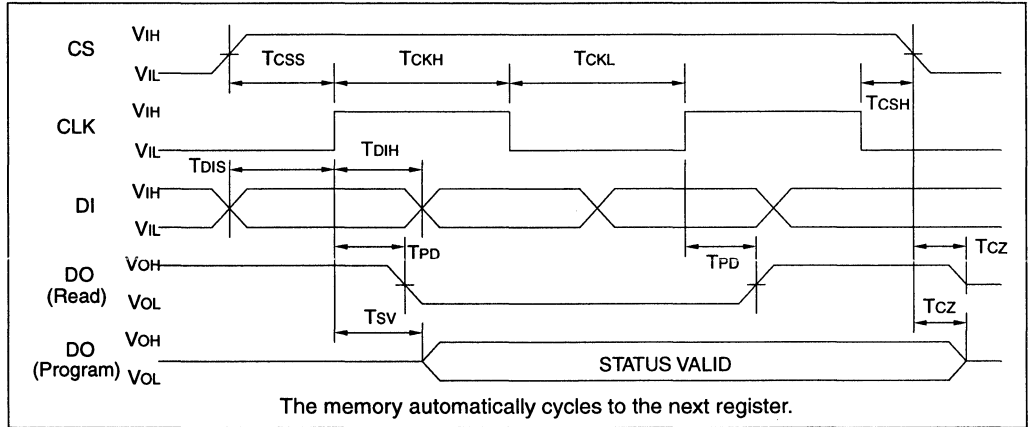 CS VIH
VIL
TCSS TCKH TCKL TCSH
CLK VIH
VIL
TDIS TDIH
DI VIH
VIL
TPD TPD TCZ
DO (Read) VOH
VOL
TSV TCZ
DO (Program) VOH
VOL
STATUS VALID
The memory automatically cycles to the next register.